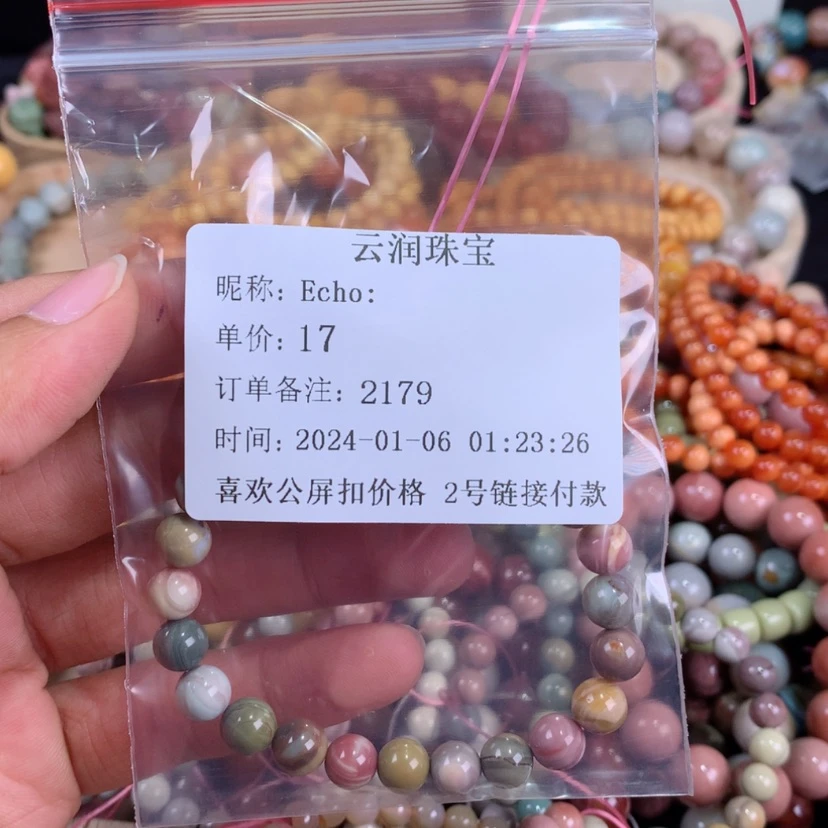 云润珠宝
昵称: Echo:
单价: 17
订单备注: 2179
时间: 2024-01-06 01:23:26
喜欢公屏扣价格 2号链接付款